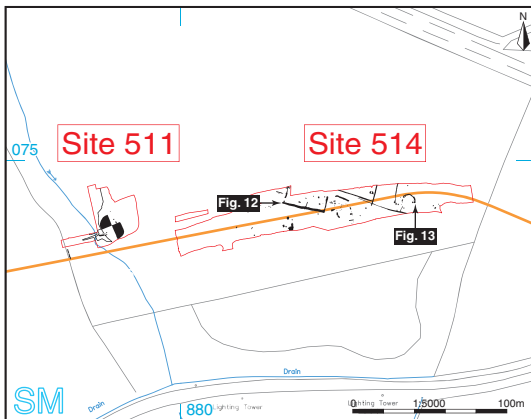 N
Site 511
Site 514
075
Fig. 12
Fig. 13
Drain
SM
Drain
880
Lighting Tower
Lighting Tower
0 1:5000 100m